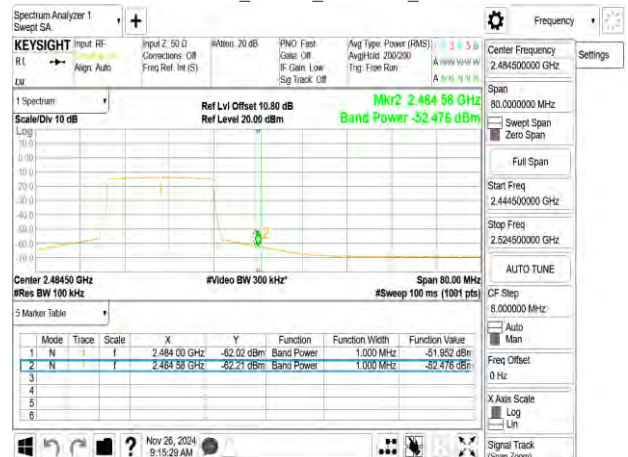 Spectrum Analyzer 1
Swept SA
+
Frequency
Settings
KEYSIGHT
Input: RF
Align: Auto
Input Z: 50 Ω
Corrections: Off
Freq Ref: Int (S)
#Atten: 20 dB
PNO: Fast
Gate: Off
IF Gain: Low
Sig Track: Off
Avg Type: Power (RMS)
Avg|Hold: 200/200
Trig: Free Run
RL
Center Frequency
2.484500000 GHz
Span
80.0000000 MHz
Swept Span
Zero Span
Full Span
Start Freq
2.444500000 GHz
Stop Freq
2.524500000 GHz
AUTO TUNE
CF Step
8.000000 MHz
Auto
Man
Freq Offset
0 Hz
X Axis Scale
Log
Lin
Signal Track
(Span Zoom)
1 Spectrum
Scale/Div 10 dB
Log
Ref Lvl Offset 10.80 dB
Ref Level 20.00 dBm
Mkr2 2.484 58 GHz
Band Power -52.476 dBm
10.0
0.00
2
Center 2.48450 GHz
#Res BW 100 kHz
#Video BW 300 kHz*
Span 80.00 MHz
#Sweep 100 ms (1001 pts)
5 Marker Table
Mode Trace Scale X Y Function Function Width Function Value
1 N 1 f 2.484 00 GHz -62.02 dBm Band Power 1.000 MHz -51.952 dBm
2 N 1 f 2.484 58 GHz -62.21 dBm Band Power 1.000 MHz -52.476 dBm
3
4
5
6
?
Nov 26, 2024
9:15:29 AM